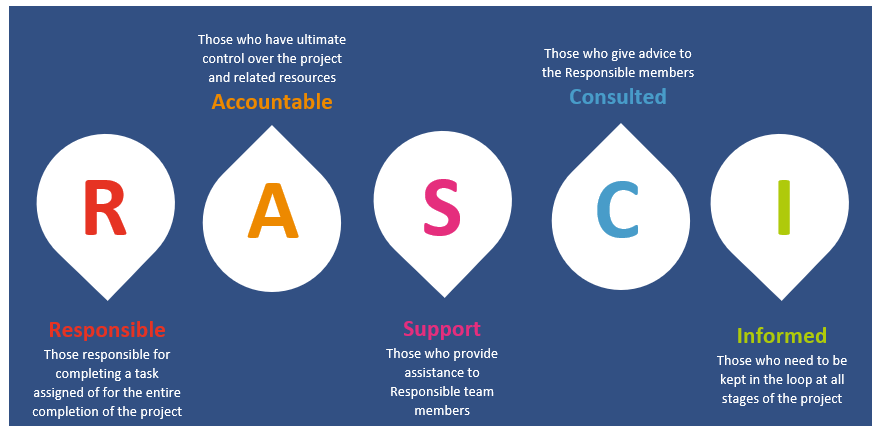 Those who have ultimate
control over the project
and related resources
Accountable
Those who give advice to
the Responsible members
Consulted
R
A
S
C
I
Responsible
Those responsible for
completing a task
assigned of for the entire
completion of the project
Support
Those who provide
assistance to
Responsible team
members
Informed
Those who need to be
kept in the loop at all
stages of the project